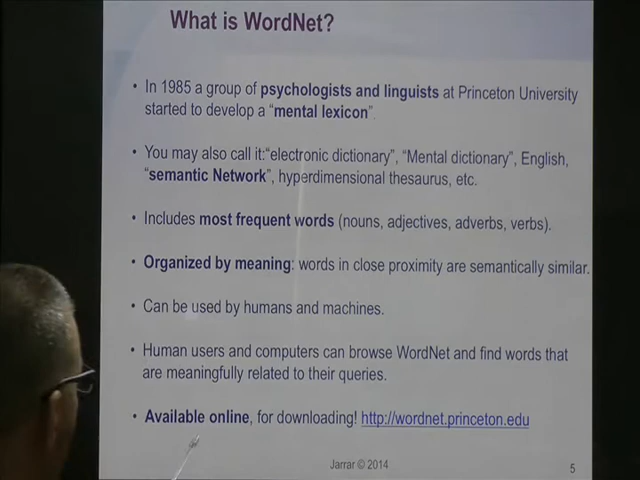 What is WordNet?
• In 1985 a group of psychologists and linguists at Princeton University
started to develop a “mental lexicon”.
• You may also call it:“electronic dictionary”, “Mental dictionary”, English,
“semantic Network”, hyperdimensional thesaurus, etc.
• Includes most frequent words (nouns, adjectives, adverbs, verbs).
• Organized by meaning: words in close proximity are semantically similar.
• Can be used by humans and machines.
• Human users and computers can browse WordNet and find words that
are meaningfully related to their queries.
• Available online, for downloading! http://wordnet.princeton.edu
Jarrar © 2014
5